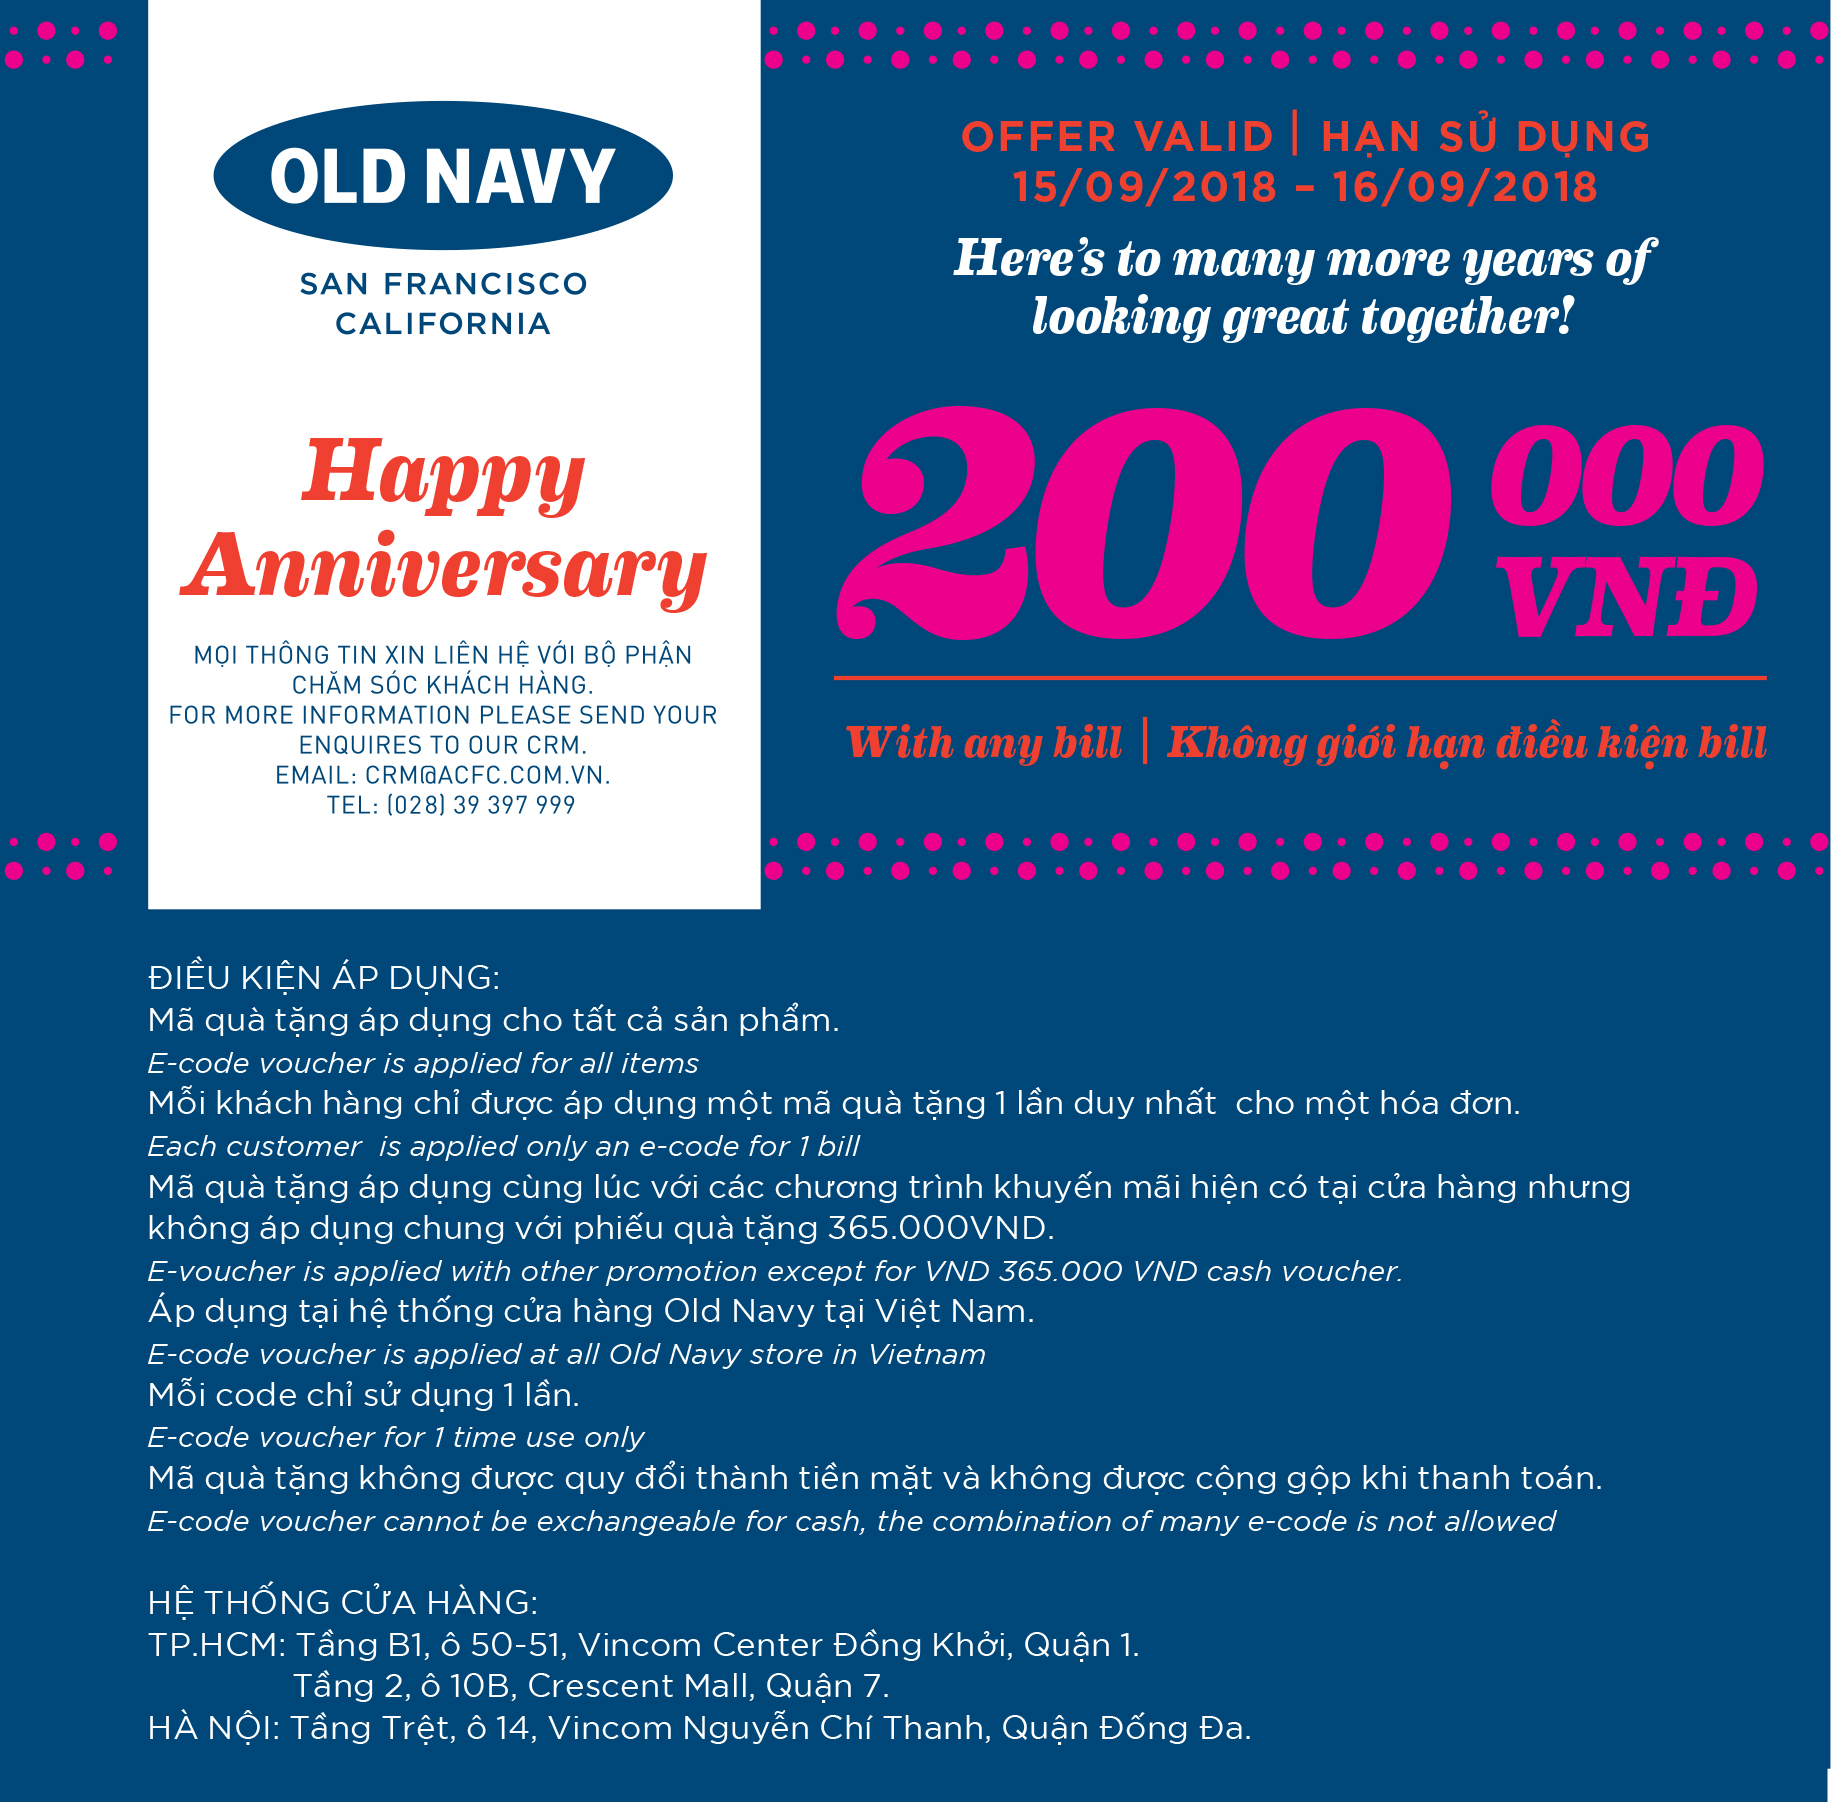 OLD NAVY
SAN FRANCISCO
CALIFORNIA
Happy
Anniversary
MỌI THÔNG TIN XIN LIÊN HỆ VỚI BỘ PHẬN
CHĂM SÓC KHÁCH HÀNG.
FOR MORE INFORMATION PLEASE SEND YOUR
ENQUIRES TO OUR CRM.
EMAIL: CRM@ACFC.COM.VN.
TEL: (028) 39 397 999
OFFER VALID | HẠN SỬ DỤNG
15/09/2018 – 16/09/2018
Here’s to many more years of
looking great together!
200 000
VNĐ
With any bill | Không giới hạn điều kiện bill
ĐIỀU KIỆN ÁP DỤNG:
Mã quà tặng áp dụng cho tất cả sản phẩm.
E-code voucher is applied for all items
Mỗi khách hàng chỉ được áp dụng một mã quà tặng 1 lần duy nhất  cho một hóa đơn.
Each customer  is applied only an e-code for 1 bill
Mã quà tặng áp dụng cùng lúc với các chương trình khuyến mãi hiện có tại cửa hàng nhưng
không áp dụng chung với phiếu quà tặng 365.000VND.
E-voucher is applied with other promotion except for VND 365.000 VND cash voucher.
Áp dụng tại hệ thống cửa hàng Old Navy tại Việt Nam.
E-code voucher is applied at all Old Navy store in Vietnam
Mỗi code chỉ sử dụng 1 lần.
E-code voucher for 1 time use only
Mã quà tặng không được quy đổi thành tiền mặt và không được cộng gộp khi thanh toán.
E-code voucher cannot be exchangeable for cash, the combination of many e-code is not allowed
HỆ THỐNG CỬA HÀNG:
TP.HCM: Tầng B1, ô 50-51, Vincom Center Đồng Khởi, Quận 1.
Tầng 2, ô 10B, Crescent Mall, Quận 7.
HÀ NỘI: Tầng Trệt, ô 14, Vincom Nguyễn Chí Thanh, Quận Đống Đa.